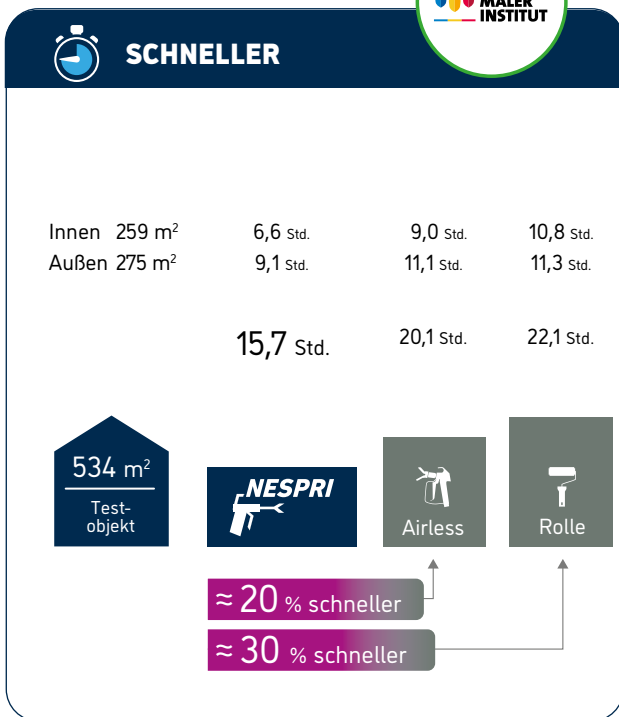 MALER
INSTITUT
SCHNELLER
Innen 259 m² 6,6 Std. 9,0 Std. 10,8 Std.
Außen 275 m² 9,1 Std. 11,1 Std. 11,3 Std.
15,7 Std. 20,1 Std. 22,1 Std.
534 m²
Test-
objekt
NESPRI
Airless
Rolle
≈ 20 % schneller
≈ 30 % schneller